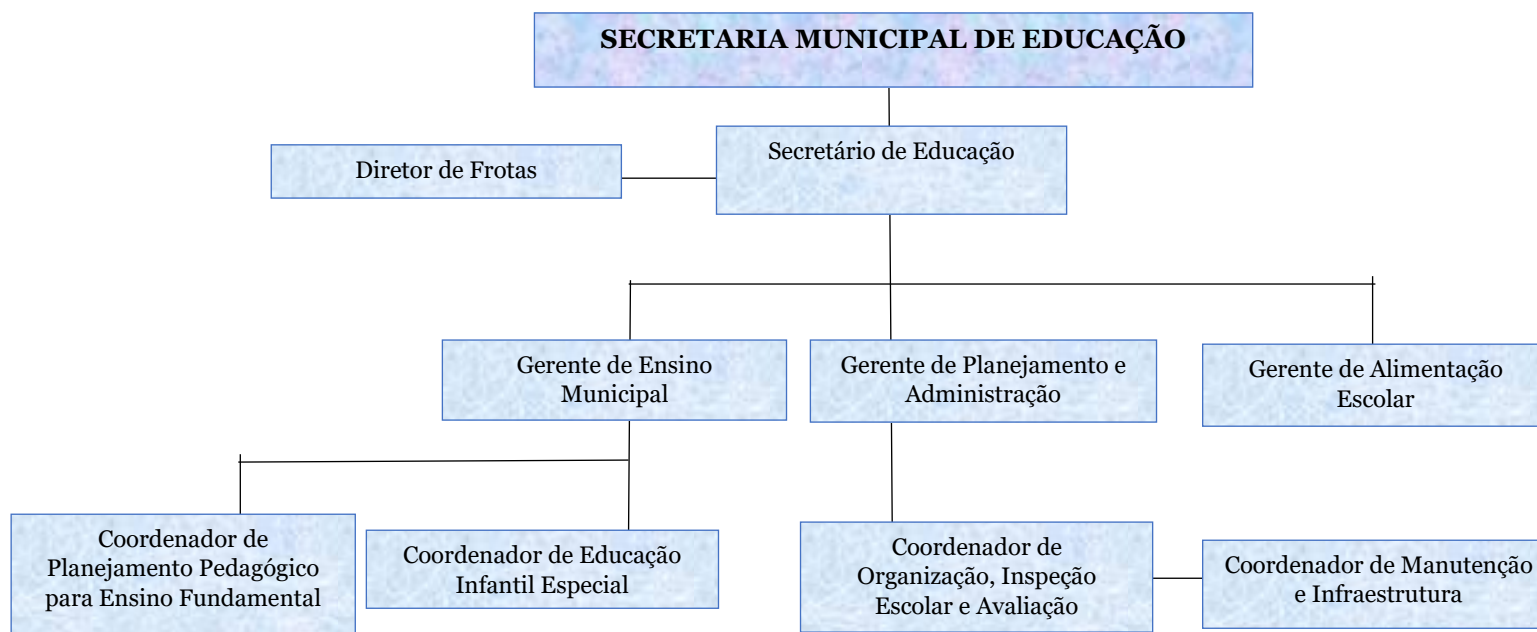 SECRETARIA MUNICIPAL DE EDUCAÇÃO
Secretário de Educação
Diretor de Frotas
Gerente de Ensino
Municipal
Gerente de Planejamento e
Administração
Gerente de Alimentação
Escolar
Coordenador de
Planejamento Pedagógico
para Ensino Fundamental
Coordenador de Educação
Infantil Especial
Coordenador de
Organização, Inspeção
Escolar e Avaliação
Coordenador de Manutenção
e Infraestrutura